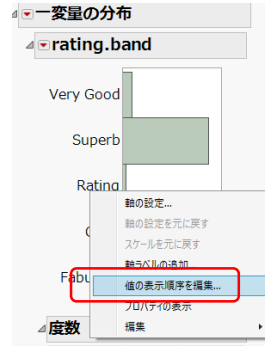 一変量の分布
rating.band
Very Good
Superb
Rating
軸の設定...
軸の設定を元に戻す
スケールを元に戻す
軸ラベルの追加
値の表示順序を編集...
プロパティの表示
編集
度数